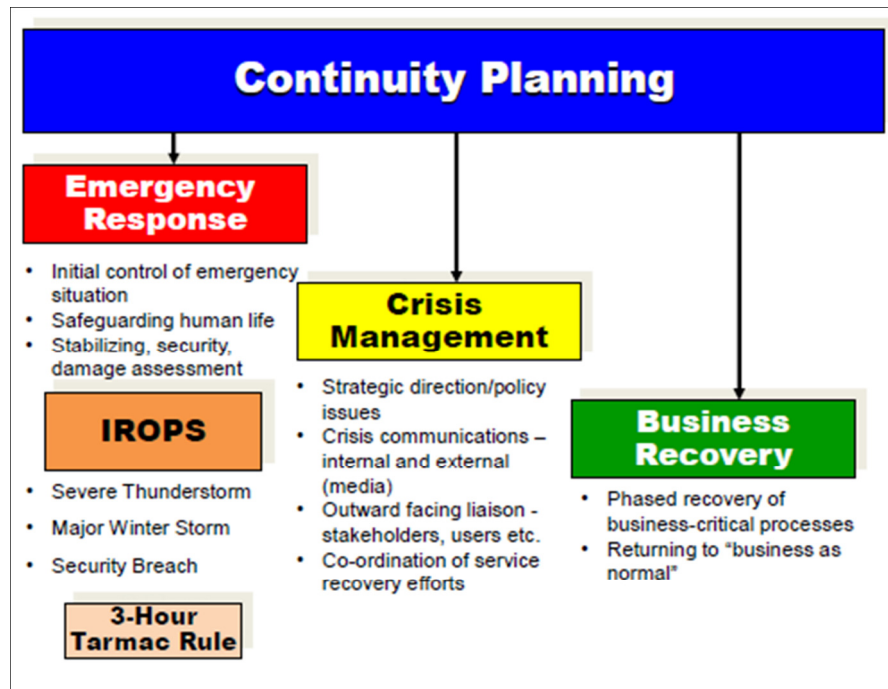 Continuity Planning
Emergency
Response
• Initial control of emergency
situation
• Safeguarding human life
• Stabilizing, security,
damage assessment
IROPS
• Severe Thunderstorm
• Major Winter Storm
• Security Breach
3-Hour
Tarmac Rule
Crisis
Management
• Strategic direction/policy
issues
• Crisis communications –
internal and external
(media)
• Outward facing liaison -
stakeholders, users etc.
• Co-ordination of service
recovery efforts
Business
Recovery
• Phased recovery of
business-critical processes
• Returning to “business as
normal”